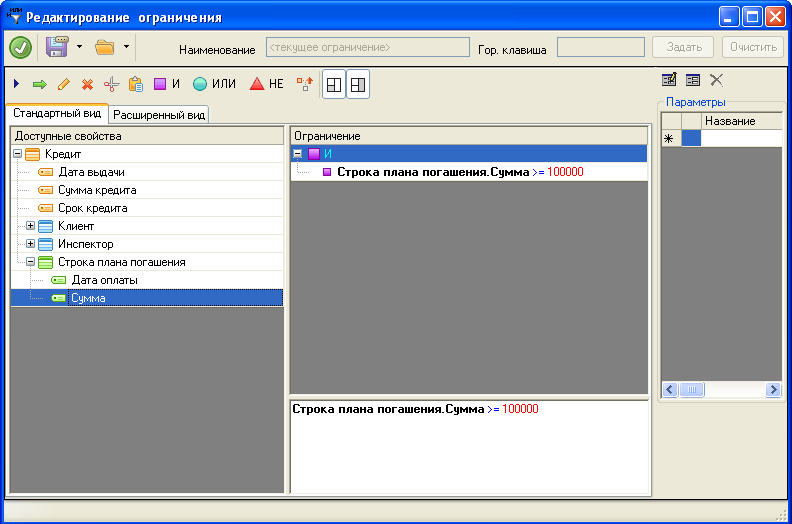 Редактирование ограничения
Наименование <текущее ограничение> Гор. клавиша Задать Очистить
И ИЛИ НЕ
Стандартный вид Расширенный вид
Параметры
Название
Доступные свойства
Кредит
Дата выдачи
Сумма кредита
Срок кредита
Клиент
Инспектор
Строка плана погашения
Дата оплаты
Сумма
Ограничение
И
Строка плана погашения.Сумма >= 100000
Строка плана погашения.Сумма >= 100000